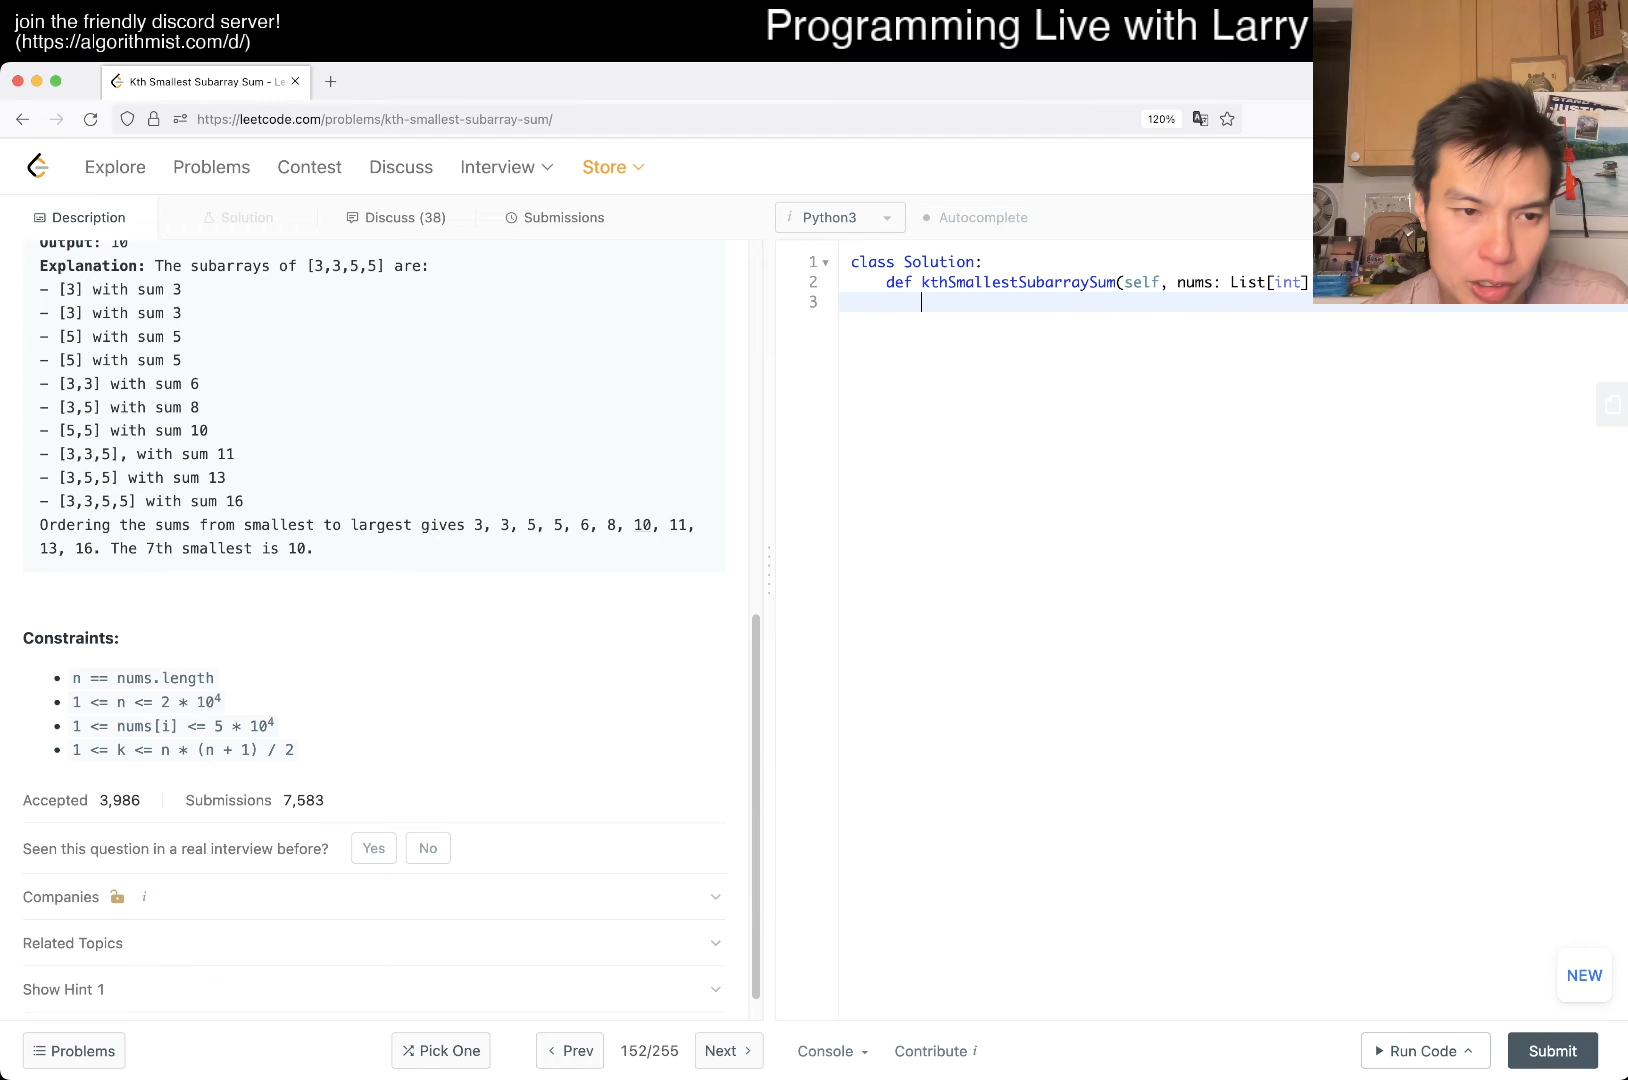 join the friendly discord server!
(https://algorithmist.com/d/)
Programming Live with Larry
Kth Smallest Subarray Sum - Le
https://leetcode.com/problems/kth-smallest-subarray-sum/
120%
Explore
Problems
Contest
Discuss
Interview
Store
Description
Solution
Discuss (38)
Submissions
i Python3
Autocomplete
Output: 10
Explanation: The subarrays of [3,3,5,5] are:
- [3] with sum 3
- [3] with sum 3
- [5] with sum 5
- [5] with sum 5
- [3,3] with sum 6
- [3,5] with sum 8
- [5,5] with sum 10
- [3,3,5], with sum 11
- [3,5,5] with sum 13
- [3,3,5,5] with sum 16
Ordering the sums from smallest to largest gives 3, 3, 5, 5, 6, 8, 10, 11,
13, 16. The 7th smallest is 10.
Constraints:
• n == nums.length
• 1 <= n <= 2 * 10⁴
• 1 <= nums[i] <= 5 * 10⁴
• 1 <= k <= n * (n + 1) / 2
Accepted 3,986
Submissions 7,583
Seen this question in a real interview before?
Yes
No
Companies i
Related Topics
Show Hint 1
1 class Solution:
2 def kthSmallestSubarraySum(self, nums: List[int]
3
NEW
Problems
Pick One
Prev
152/255
Next
Console
Contribute i
Run Code
Submit